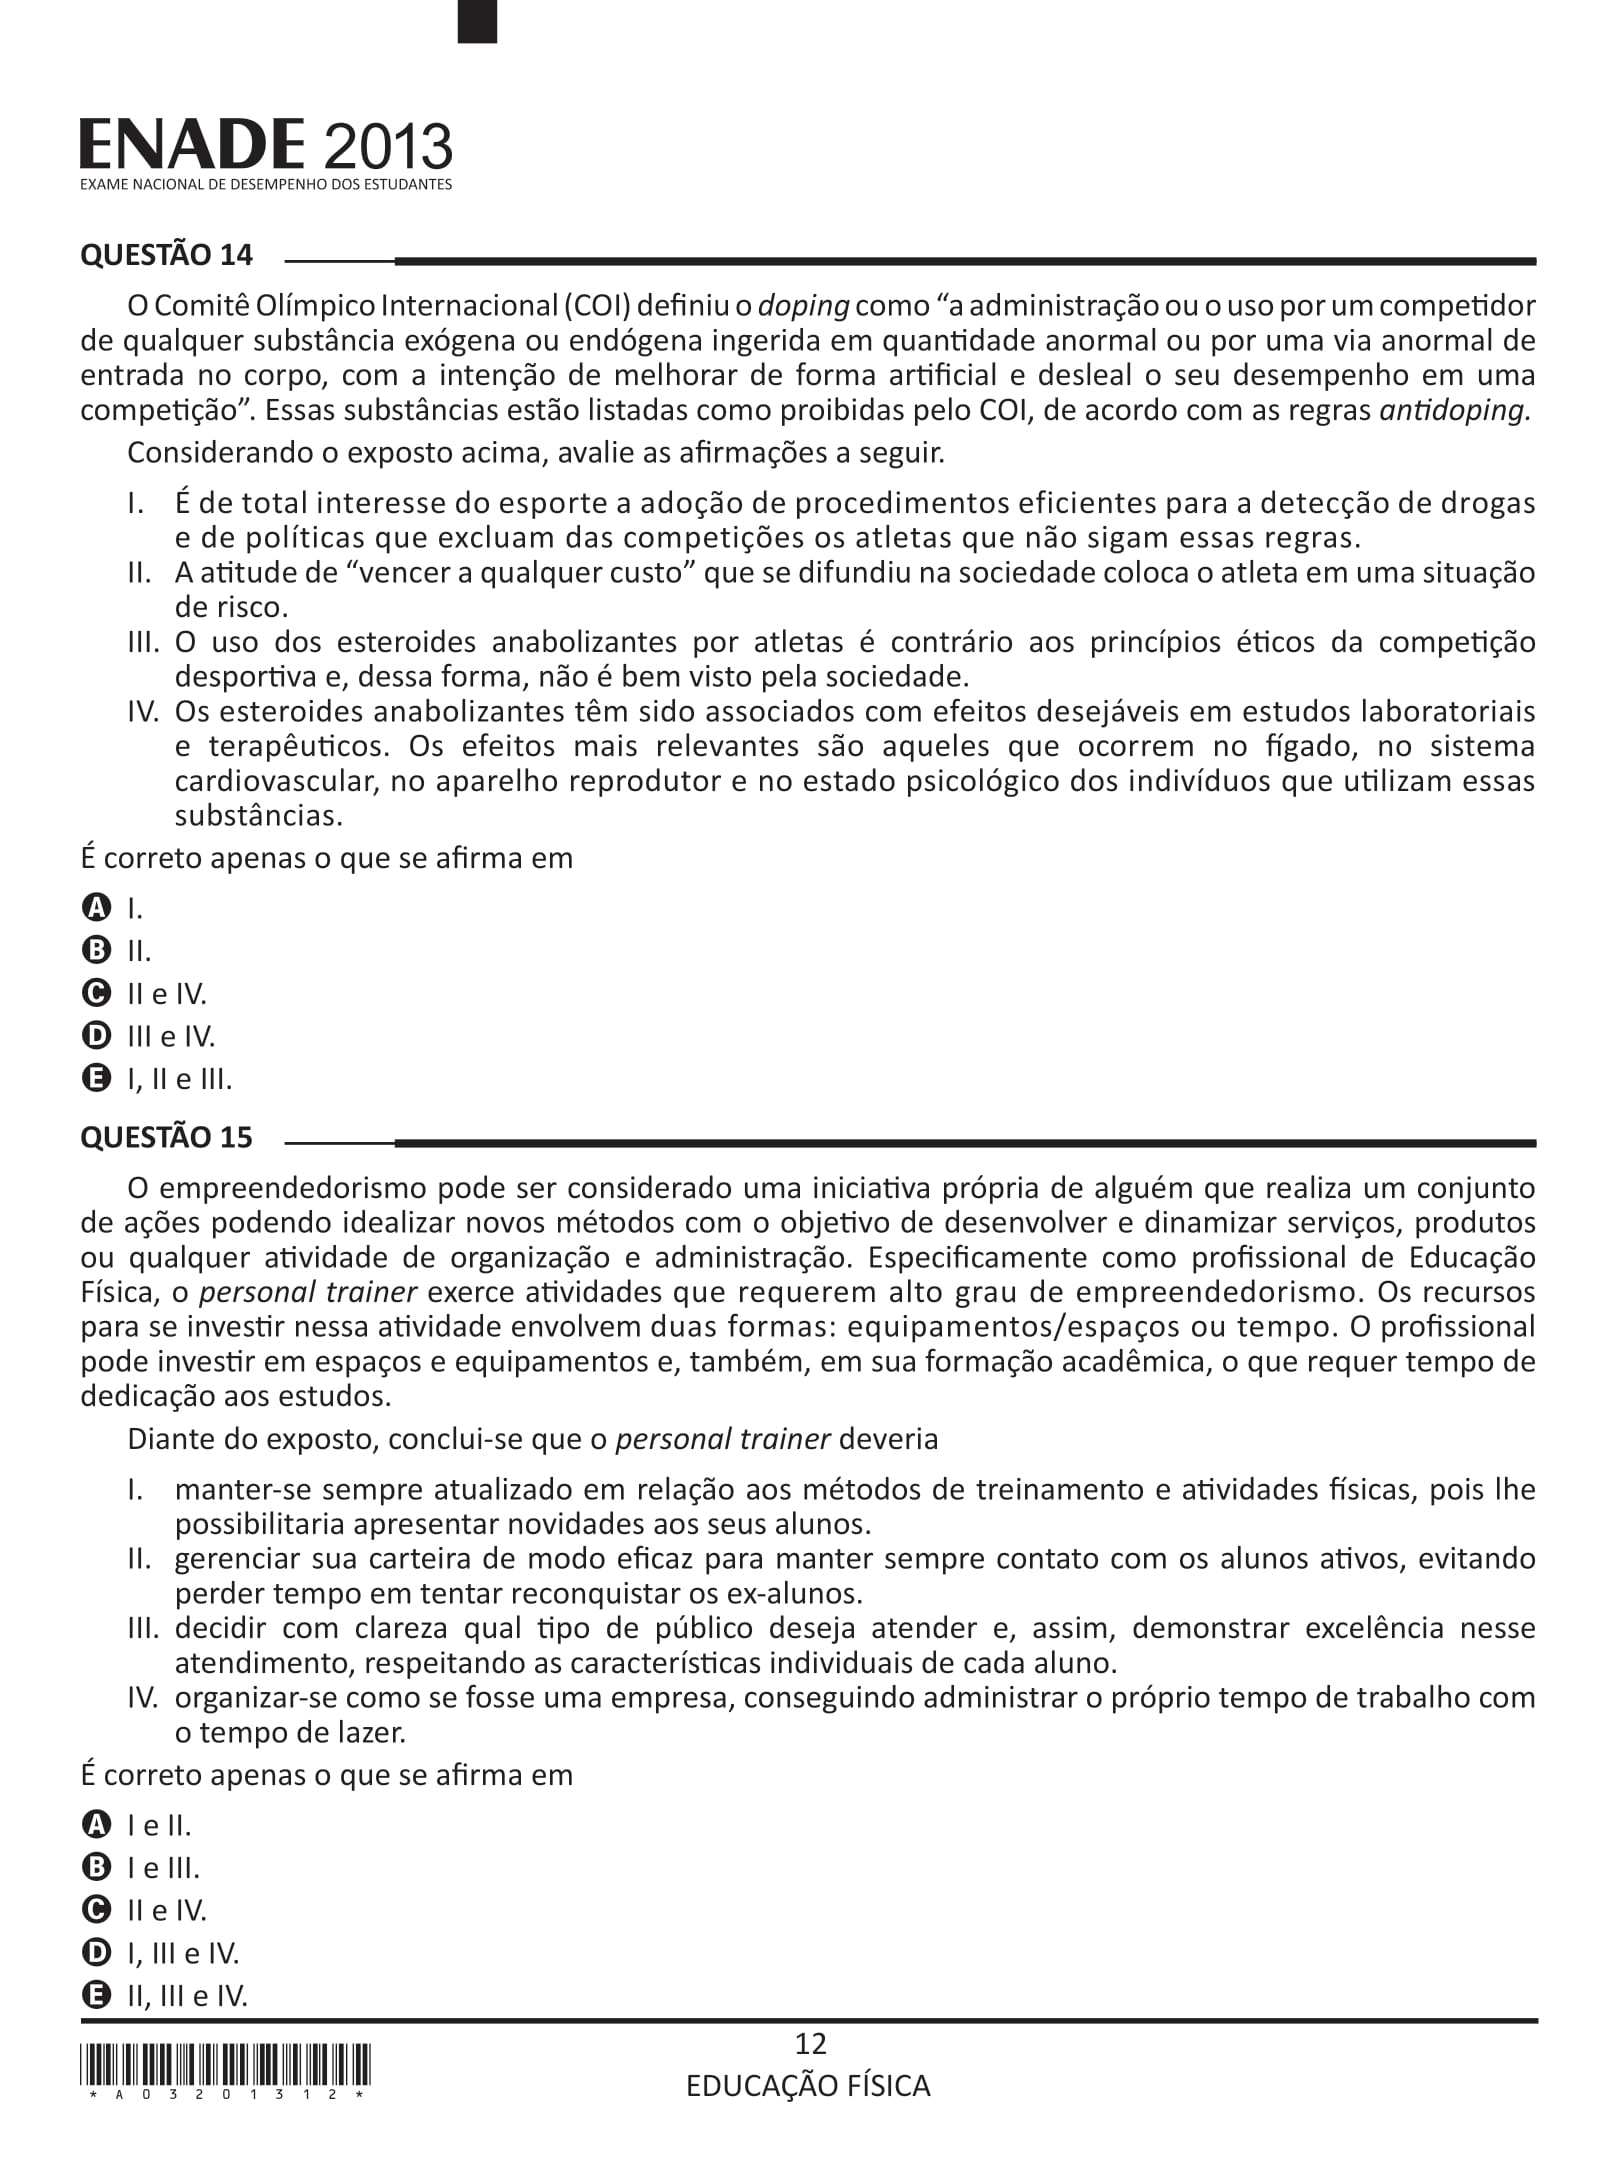 ENADE 2013
EXAME NACIONAL DE DESEMPENHO DOS ESTUDANTES
QUESTÃO 14
O Comitê Olímpico Internacional (COI) definiu o doping como “a administração ou o uso por um competidor
de qualquer substância exógena ou endógena ingerida em quantidade anormal ou por uma via anormal de
entrada no corpo, com a intenção de melhorar de forma artificial e desleal o seu desempenho em uma
competição”. Essas substâncias estão listadas como proibidas pelo COI, de acordo com as regras antidoping.
Considerando o exposto acima, avalie as afirmações a seguir.
I. É de total interesse do esporte a adoção de procedimentos eficientes para a detecção de drogas
e de políticas que excluam das competições os atletas que não sigam essas regras.
II. A atitude de “vencer a qualquer custo” que se difundiu na sociedade coloca o atleta em uma situação
de risco.
III. O uso dos esteroides anabolizantes por atletas é contrário aos princípios éticos da competição
desportiva e, dessa forma, não é bem visto pela sociedade.
IV. Os esteroides anabolizantes têm sido associados com efeitos desejáveis em estudos laboratoriais
e terapêuticos. Os efeitos mais relevantes são aqueles que ocorrem no fígado, no sistema
cardiovascular, no aparelho reprodutor e no estado psicológico dos indivíduos que utilizam essas
substâncias.
É correto apenas o que se afirma em
A I.
B II.
C II e IV.
D III e IV.
E I, II e III.
QUESTÃO 15
O empreendedorismo pode ser considerado uma iniciativa própria de alguém que realiza um conjunto
de ações podendo idealizar novos métodos com o objetivo de desenvolver e dinamizar serviços, produtos
ou qualquer atividade de organização e administração. Especificamente como profissional de Educação
Física, o personal trainer exerce atividades que requerem alto grau de empreendedorismo. Os recursos
para se investir nessa atividade envolvem duas formas: equipamentos/espaços ou tempo. O profissional
pode investir em espaços e equipamentos e, também, em sua formação acadêmica, o que requer tempo de
dedicação aos estudos.
Diante do exposto, conclui-se que o personal trainer deveria
I. manter-se sempre atualizado em relação aos métodos de treinamento e atividades físicas, pois lhe
possibilitaria apresentar novidades aos seus alunos.
II. gerenciar sua carteira de modo eficaz para manter sempre contato com os alunos ativos, evitando
perder tempo em tentar reconquistar os ex-alunos.
III. decidir com clareza qual tipo de público deseja atender e, assim, demonstrar excelência nesse
atendimento, respeitando as características individuais de cada aluno.
IV. organizar-se como se fosse uma empresa, conseguindo administrar o próprio tempo de trabalho com
o tempo de lazer.
É correto apenas o que se afirma em
A I e II.
B I e III.
C II e IV.
D I, III e IV.
E II, III e IV.
12
EDUCAÇÃO FÍSICA
* A 0 3 2 0 1 3 1 2 *